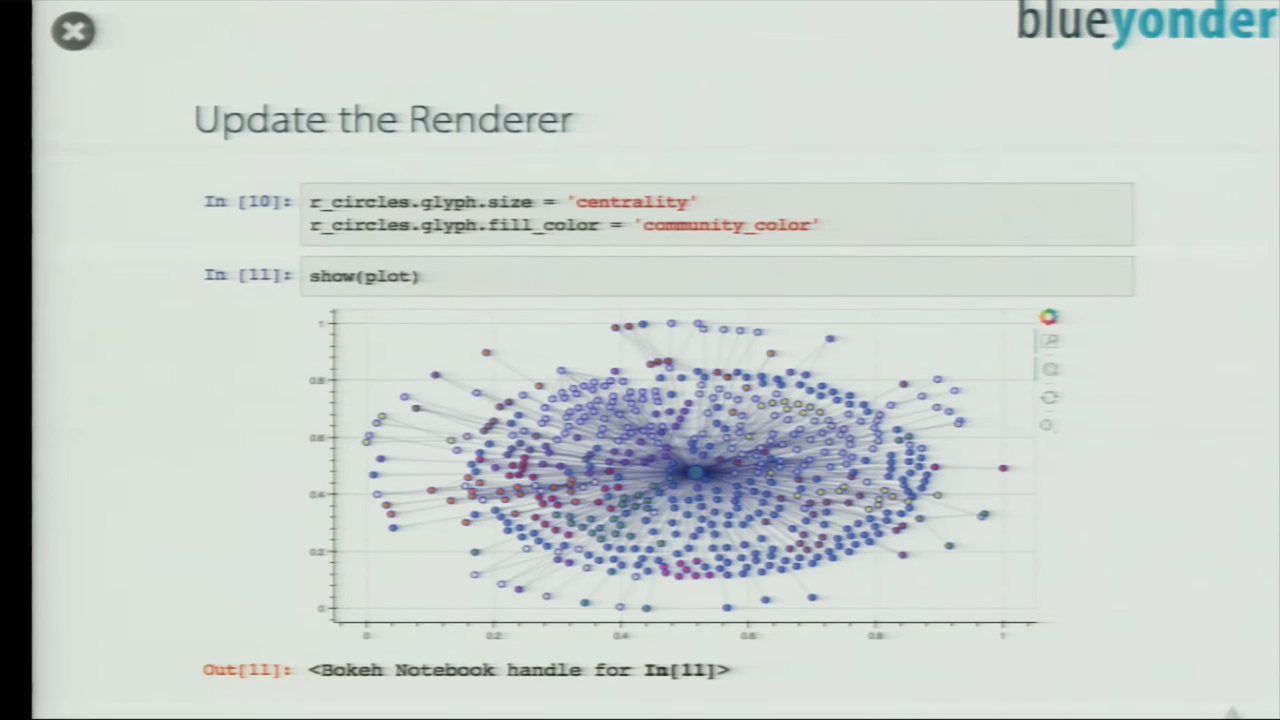 blueyonder
Update the Renderer
In [10]: r_circles.glyph.size = 'centrality'
r_circles.glyph.fill_color = 'community_color'
In [11]: show(plot)
1
0.8
0.6
0.4
0.2
0
0 0.2 0.4 0.6 0.8 1
Out[11]: <Bokeh Notebook handle for In[11]>